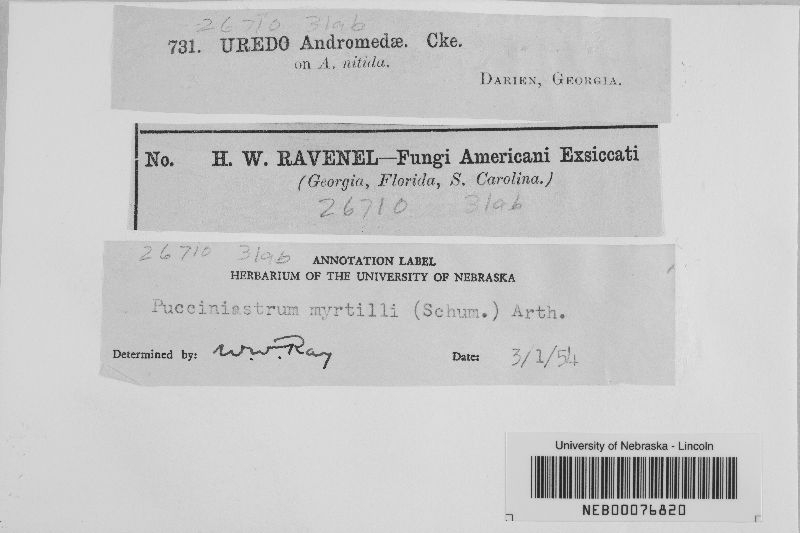 26710 31ab
731. UREDO Andromedæ. Cke.
on A. nitida.
Darien, Georgia.
No. H. W. RAVENEL—Fungi Americani Exsiccati
(Georgia, Florida, S. Carolina.)
26710 31ab
26710 31ab
ANNOTATION LABEL
HERBARIUM OF THE UNIVERSITY OF NEBRASKA
Pucciniastrum myrtilli (Schum.) Arth.
Determined by: W.W. Ray Date: 3/1/54
University of Nebraska - Lincoln
NEB00076820